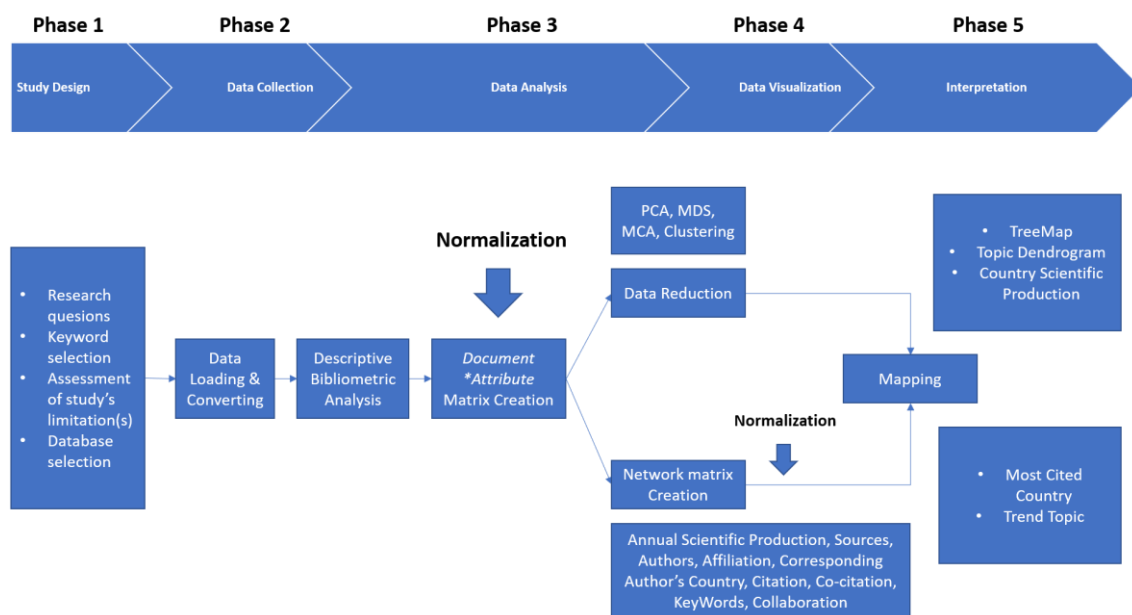 Phase 1
Phase 2
Phase 3
Phase 4
Phase 5
Study Design
Data Collection
Data Analysis
Data Visualization
Interpretation
• Research
quesions
• Keyword
selection
• Assessment
of study's
limitation(s)
• Database
selection
Data
Loading &
Converting
Descriptive
Bibliometric
Analysis
Normalization
Document
*Attribute
Matrix Creation
PCA, MDS,
MCA, Clustering
Data Reduction
Network matrix
Creation
Annual Scientific Production, Sources,
Authors, Affiliation, Corresponding
Author's Country, Citation, Co-citation,
KeyWords, Collaboration
Normalization
Mapping
• TreeMap
• Topic Dendrogram
• Country Scientific
Production
• Most Cited
Country
• Trend Topic